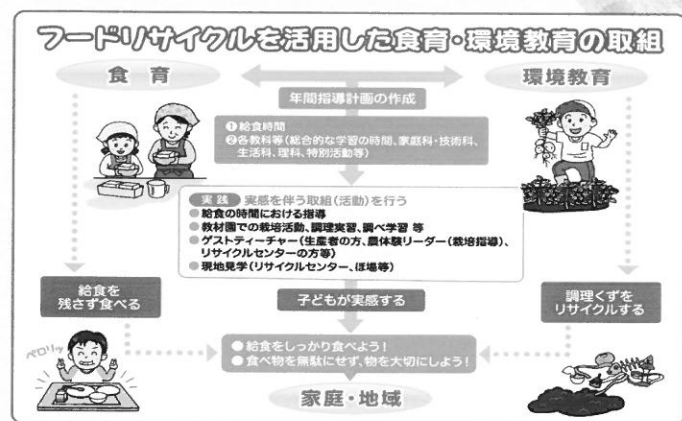 フードリサイクルを活用した食育・環境教育の取組
食育
環境教育
年間指導計画の作成
❶給食時間
❷各教科等(総合的な学習の時間、家庭科・技術科、
生活科、理科、特別活動等)
実践 実感を伴う取組(活動)を行う
●給食の時間における指導
●教材園での栽培活動、調理実習、調べ学習 等
●ゲストティーチャー(生産者の方、農体験リーダー(栽培指導)、
リサイクルセンターの方等)
●現地見学(リサイクルセンター、ほ場等)
給食を
残さず食べる
子どもが実感する
調理くずを
リサイクルする
ペロリッ
●給食をしっかり食べよう!
●食べ物を無駄にせず、物を大切にしよう!
家庭・地域